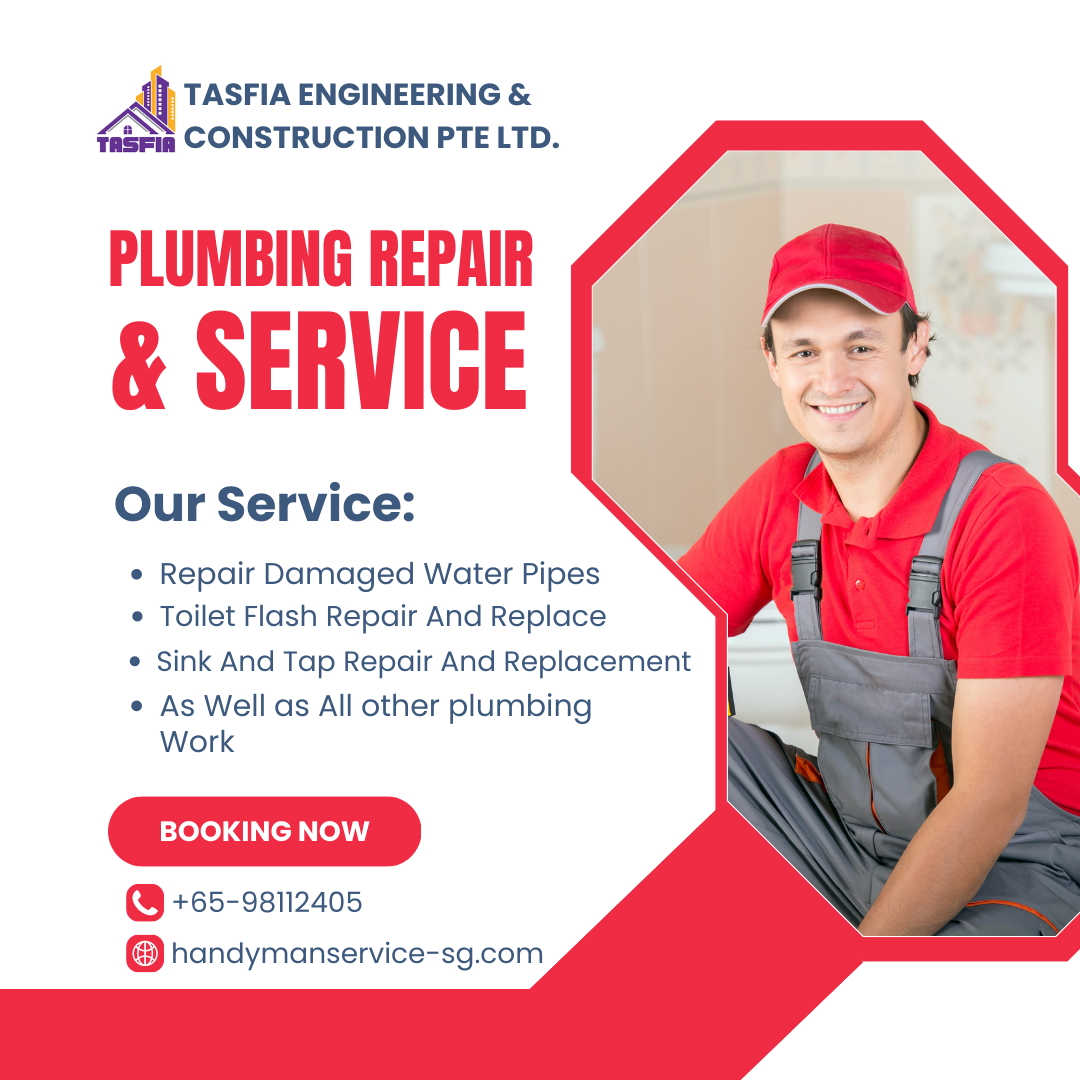 TASFIA
TASFIA ENGINEERING &
CONSTRUCTION PTE LTD.
PLUMBING REPAIR
& SERVICE
Our Service:
• Repair Damaged Water Pipes
• Toilet Flash Repair And Replace
• Sink And Tap Repair And Replacement
• As Well as All other plumbing
Work
BOOKING NOW
+65-98112405
handymanservice-sg.com